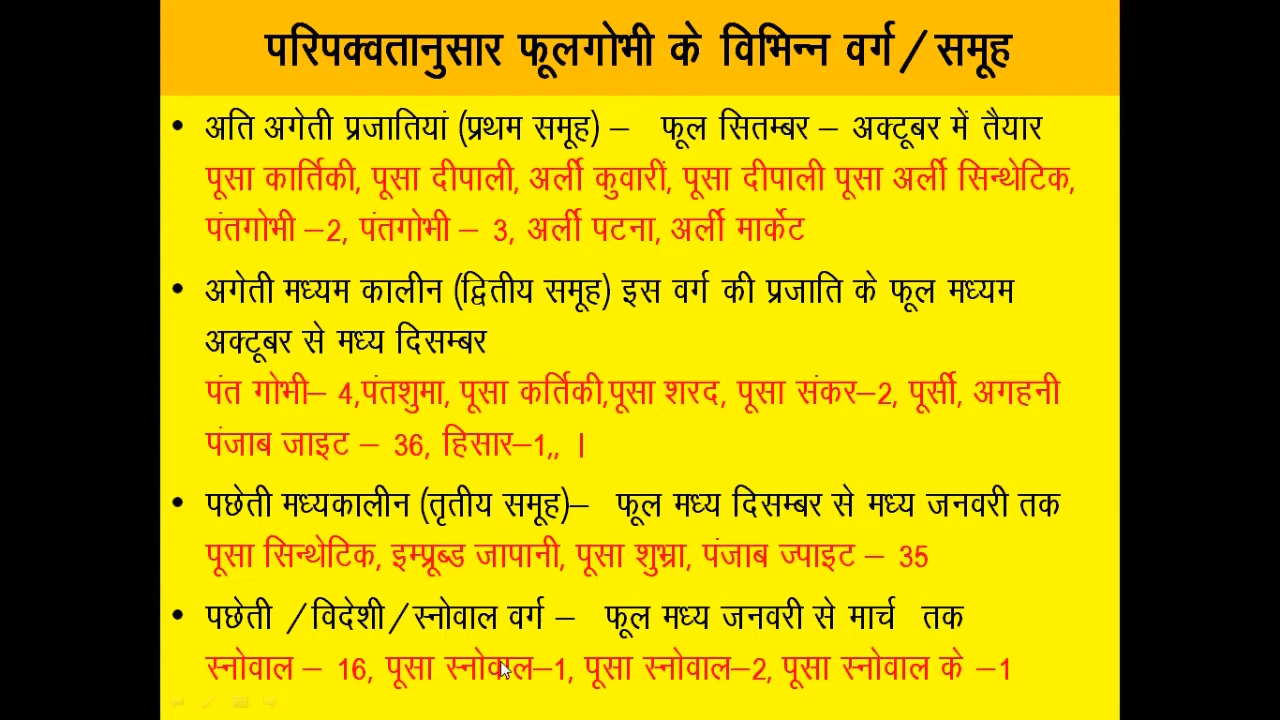 परिपक्वतानुसार फूलगोभी के विभिन्न वर्ग/समूह
• अति अगेती प्रजातियां (प्रथम समूह) – फूल सितम्बर – अक्टूबर में तैयार
पूसा कार्तिकी, पूसा दीपाली, अर्ली कुवारीं, पूसा दीपाली पूसा अर्ली सिन्थेटिक,
पंतगोभी –2, पंतगोभी – 3, अर्ली पटना, अर्ली मार्केट
• अगेती मध्यम कालीन (द्वितीय समूह) इस वर्ग की प्रजाति के फूल मध्यम
अक्टूबर से मध्य दिसम्बर
पंत गोभी– 4,पंतशुमा, पूसा कर्तिकी,पूसा शरद, पूसा संकर–2, पूर्सी, अगहनी
पंजाब जाइट – 36, हिसार–1,, ।
• पछेती मध्यकालीन (तृतीय समूह)– फूल मध्य दिसम्बर से मध्य जनवरी तक
पूसा सिन्थेटिक, इम्प्रूब्ड जापानी, पूसा शुभ्रा, पंजाब ज्पाइट – 35
• पछेती /विदेशी/स्नोवाल वर्ग – फूल मध्य जनवरी से मार्च तक
स्नोवाल – 16, पूसा स्नोवाल–1, पूसा स्नोवाल–2, पूसा स्नोवाल के –1